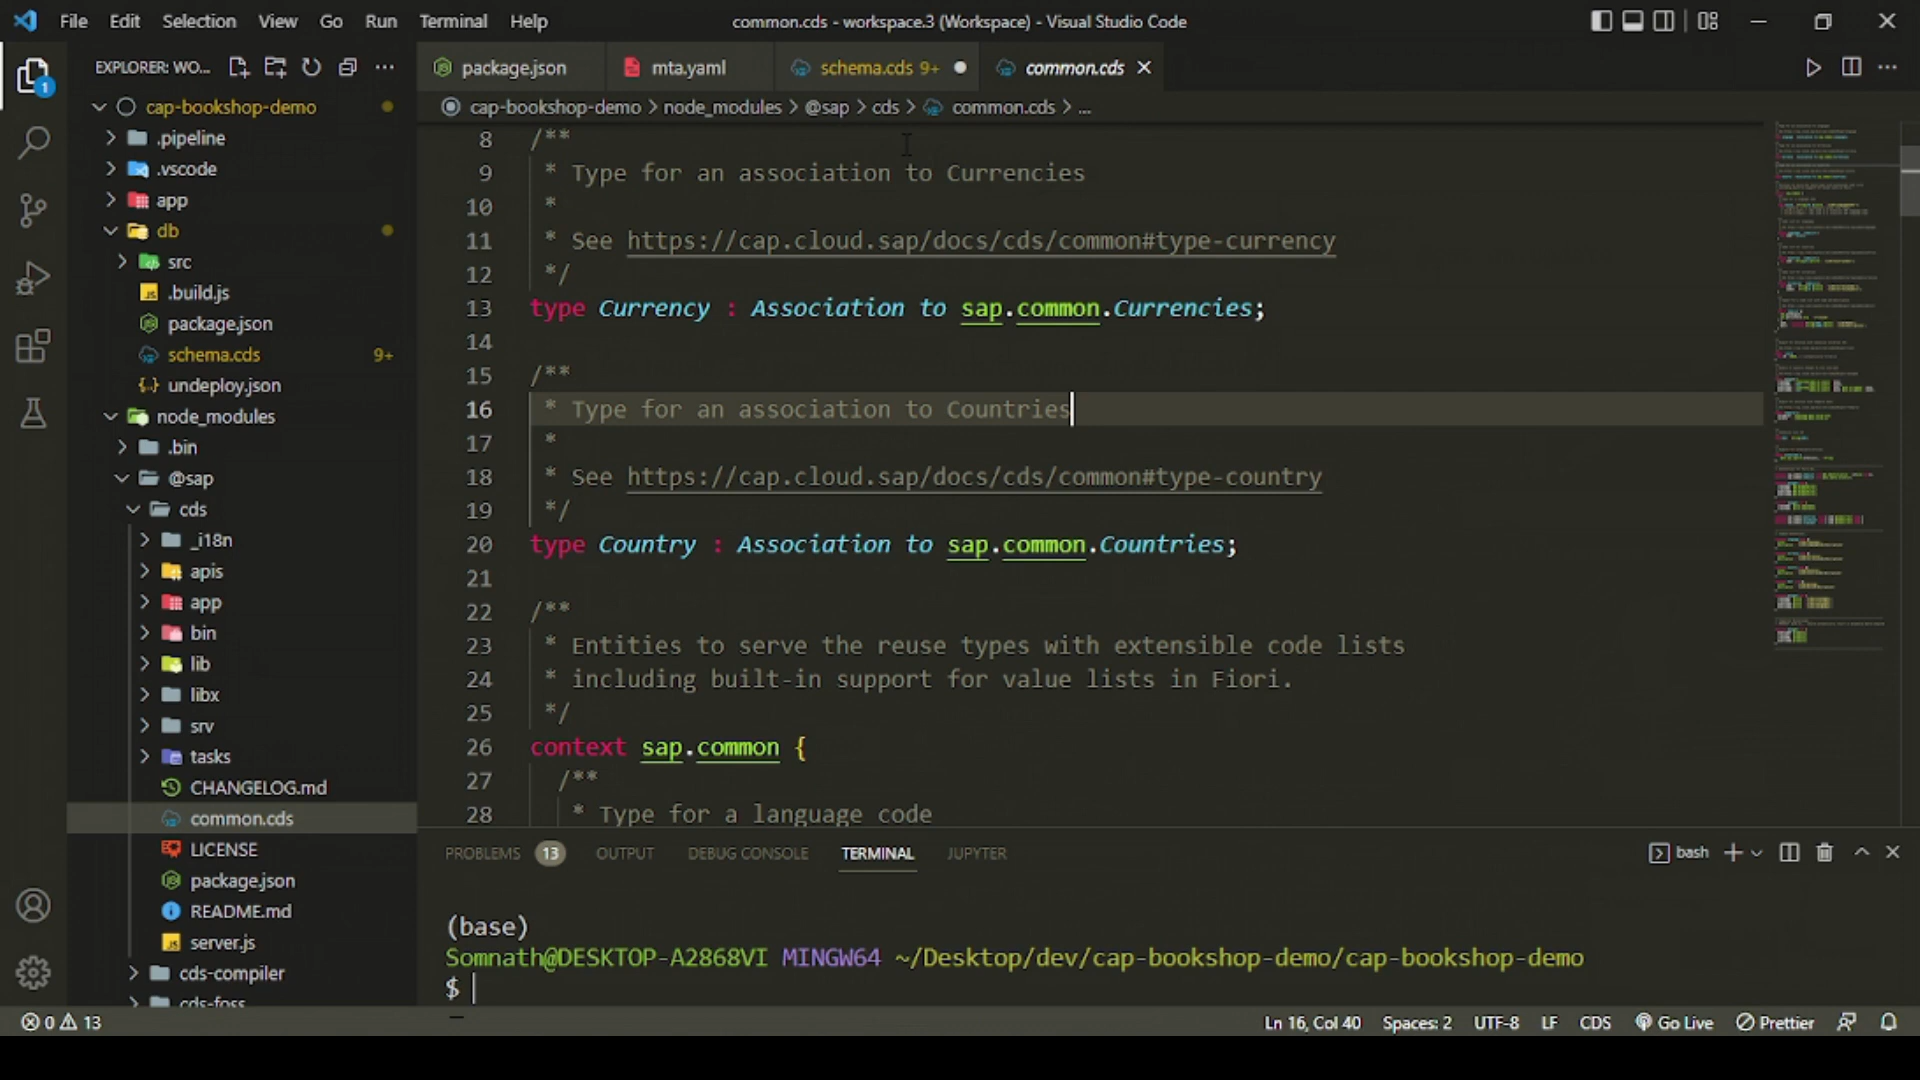 File Edit Selection View Go Run Terminal Help
common.cds - workspace.3 (Workspace) - Visual Studio Code
EXPLORER: WO...
package.json
mta.yaml
schema.cds 9+
common.cds
cap-bookshop-demo > node_modules > @sap > cds > common.cds > ...
1
cap-bookshop-demo
.pipeline
.vscode
app
db
src
.build.js
package.json
schema.cds 9+
undeploy.json
node_modules
.bin
@sap
cds
_i18n
apis
app
bin
lib
libx
srv
tasks
CHANGELOG.md
common.cds
LICENSE
package.json
README.md
server.js
cds-compiler
cds-foss
8 /**
9 * Type for an association to Currencies
10 *
11 * See https://cap.cloud.sap/docs/cds/common#type-currency
12 */
13 type Currency : Association to sap.common.Currencies;
14
15 /**
16 * Type for an association to Countries
17 *
18 * See https://cap.cloud.sap/docs/cds/common#type-country
19 */
20 type Country : Association to sap.common.Countries;
21
22 /**
23 * Entities to serve the reuse types with extensible code lists
24 * including built-in support for value lists in Fiori.
25 */
26 context sap.common {
27 /**
28 * Type for a language code
PROBLEMS 13 OUTPUT DEBUG CONSOLE TERMINAL JUPYTER
bash
(base)
Somnath@DESKTOP-A2868VI MINGW64 ~/Desktop/dev/cap-bookshop-demo/cap-bookshop-demo
$
0 13
Ln 16, Col 40 Spaces: 2 UTF-8 LF CDS Go Live Prettier